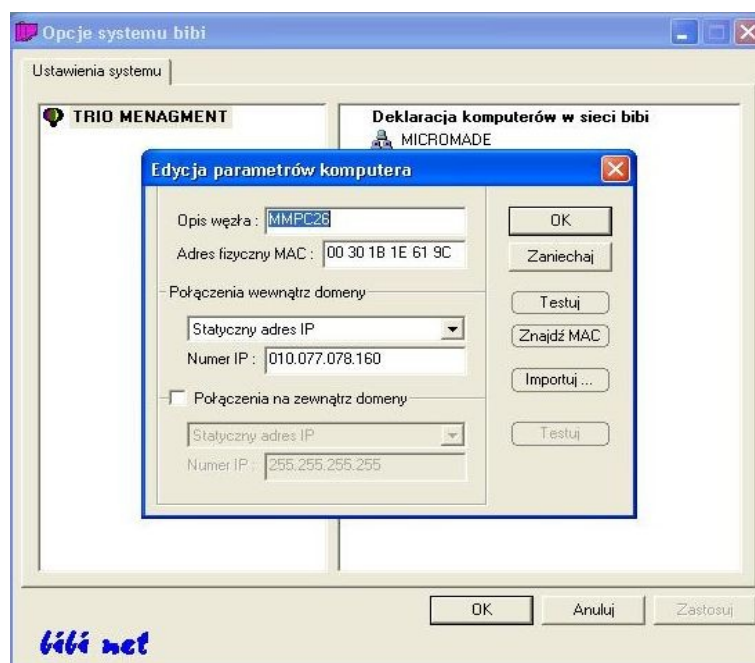 Opcje systemu bibi
Ustawienia systemu
TRIO MENAGMENT
Deklaracja komputerów w sieci bibi
MICROMADE
Edycja parametrów komputera
Opis węzła : MMPC26
OK
Adres fizyczny MAC : 00 30 1B 1E 61 9C
Zaniechaj
Połączenia wewnątrz domeny
Testuj
Statyczny adres IP
Znajdź MAC
Numer IP : 010.077.078.160
Importuj ...
Połączenia na zewnątrz domeny
Statyczny adres IP
Testuj
Numer IP : 255.255.255.255
OK
Anuluj
Zastosuj
bibi net